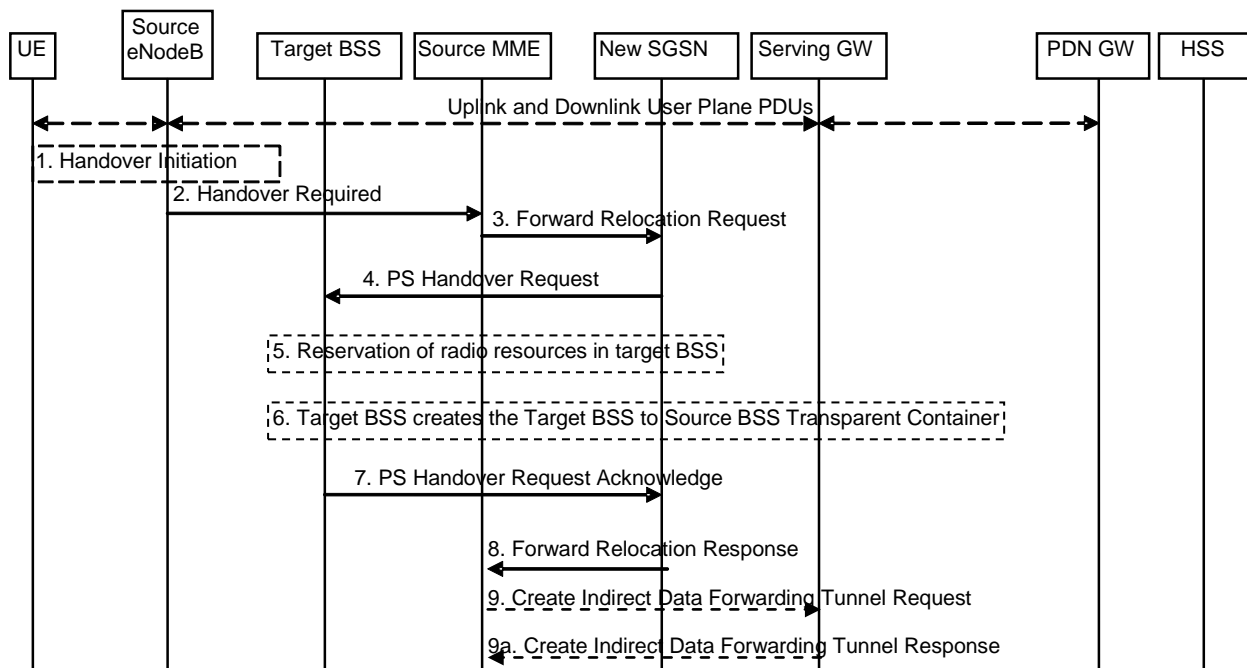 Source
eNodeB
UE
Target BSS
Source MME
New SGSN
Serving GW
PDN GW
HSS
Uplink and Downlink User Plane PDUs
1. Handover Initiation
2. Handover Required
3. Forward Relocation Request
4. PS Handover Request
5. Reservation of radio resources in target BSS
6. Target BSS creates the Target BSS to Source BSS Transparent Container
7. PS Handover Request Acknowledge
8. Forward Relocation Response
9. Create Indirect Data Forwarding Tunnel Request
9a. Create Indirect Data Forwarding Tunnel Response